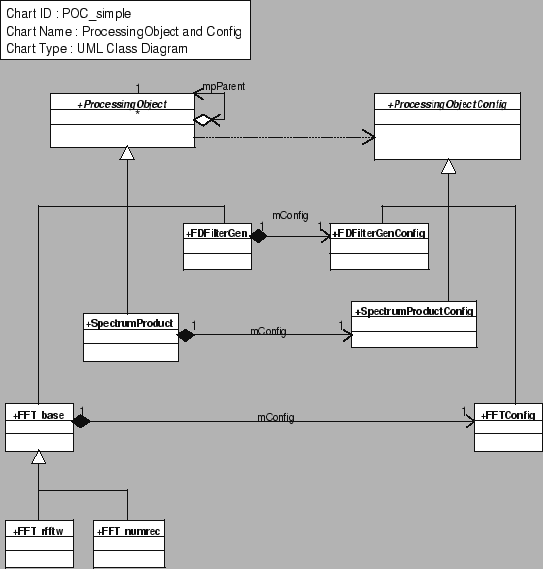 Chart ID : POC_simple
Chart Name : ProcessingObject and Config
Chart Type : UML Class Diagram
mpParent
1
+ProcessingObject
*
+ProcessingObjectConfig
mConfig
+FDFilterGen
1
1
+FDFilterGenConfig
+SpectrumProduct
1
mConfig
1
+SpectrumProductConfig
+FFT_base
1
mConfig
1
+FFTConfig
+FFT_rfftw
+FFT_numrec